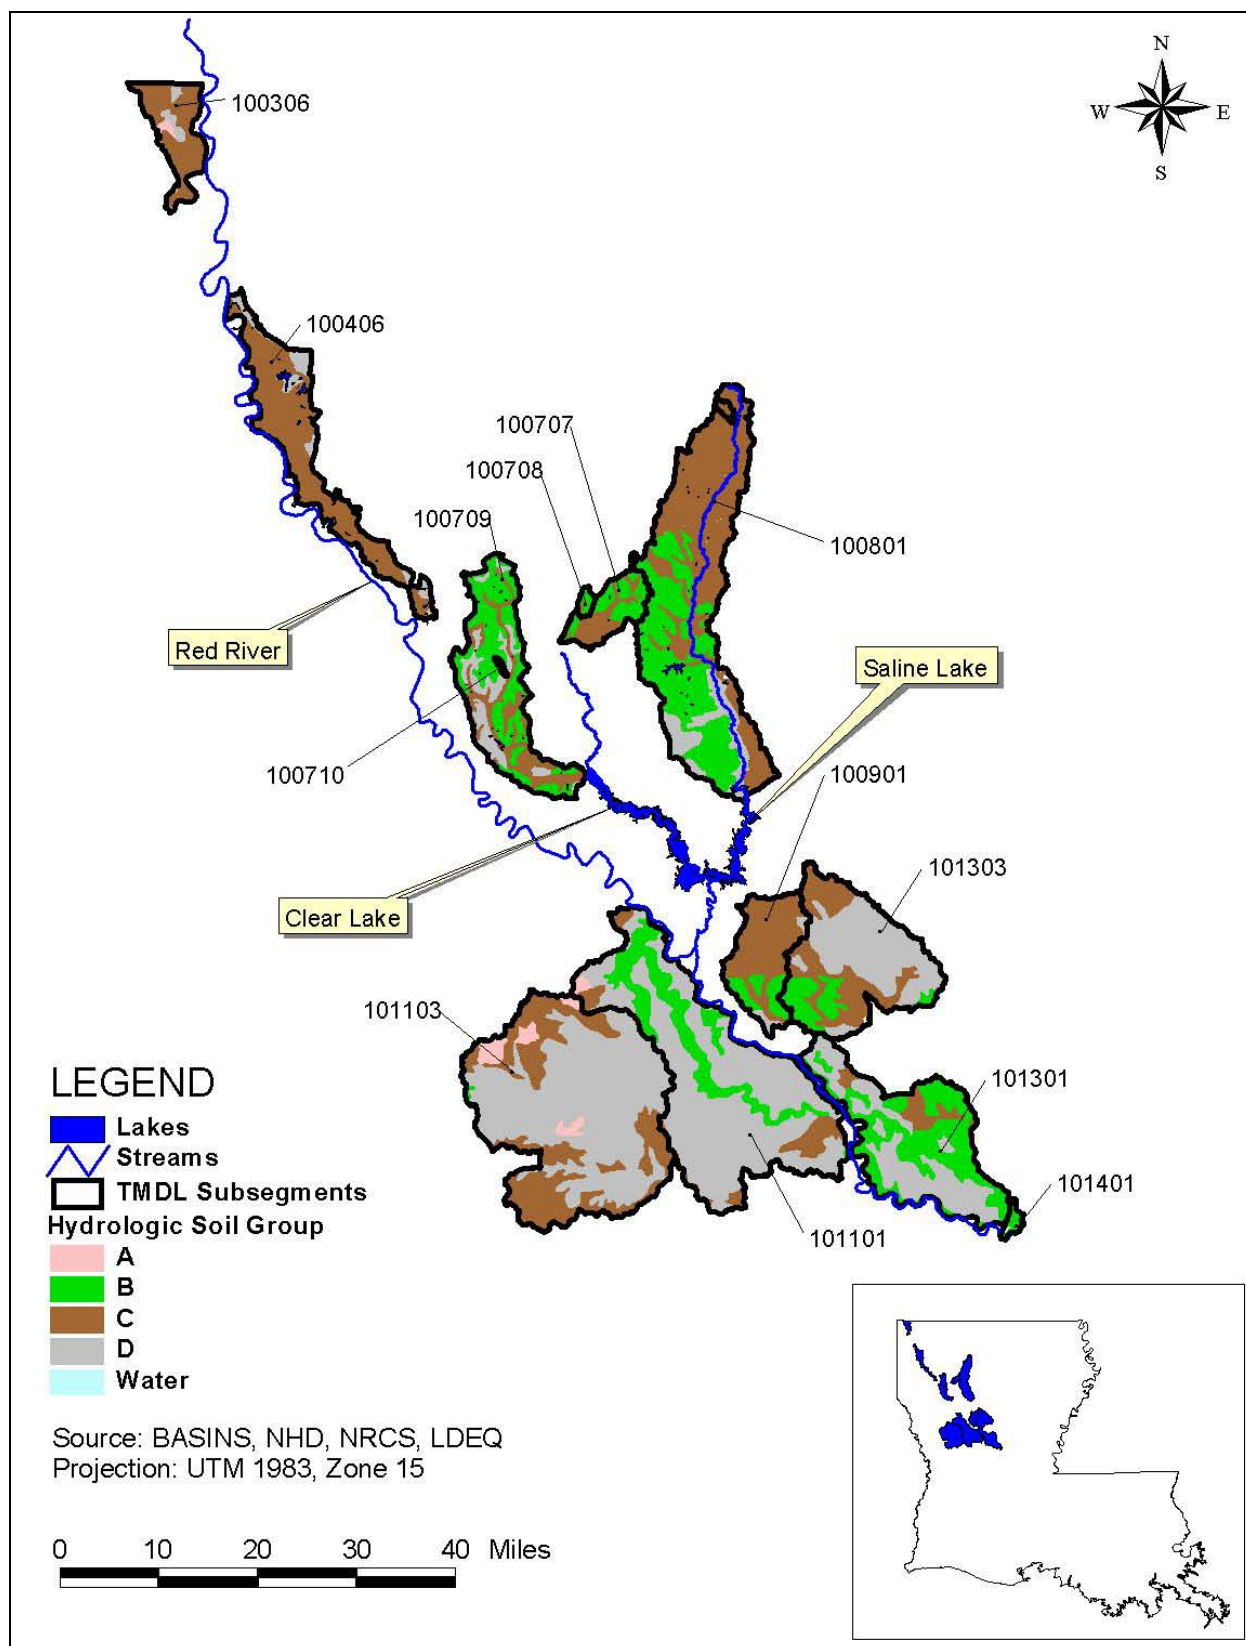 N
W E
S
100306
100406
100707
100708
100709
100801
Red River
Saline Lake
100710
100901
101303
Clear Lake
101103
101301
101401
101101
LEGEND
Lakes
Streams
TMDL Subsegments
Hydrologic Soil Group
A
B
C
D
Water
Source: BASINS, NHD, NRCS, LDEQ
Projection: UTM 1983, Zone 15
0 10 20 30 40 Miles